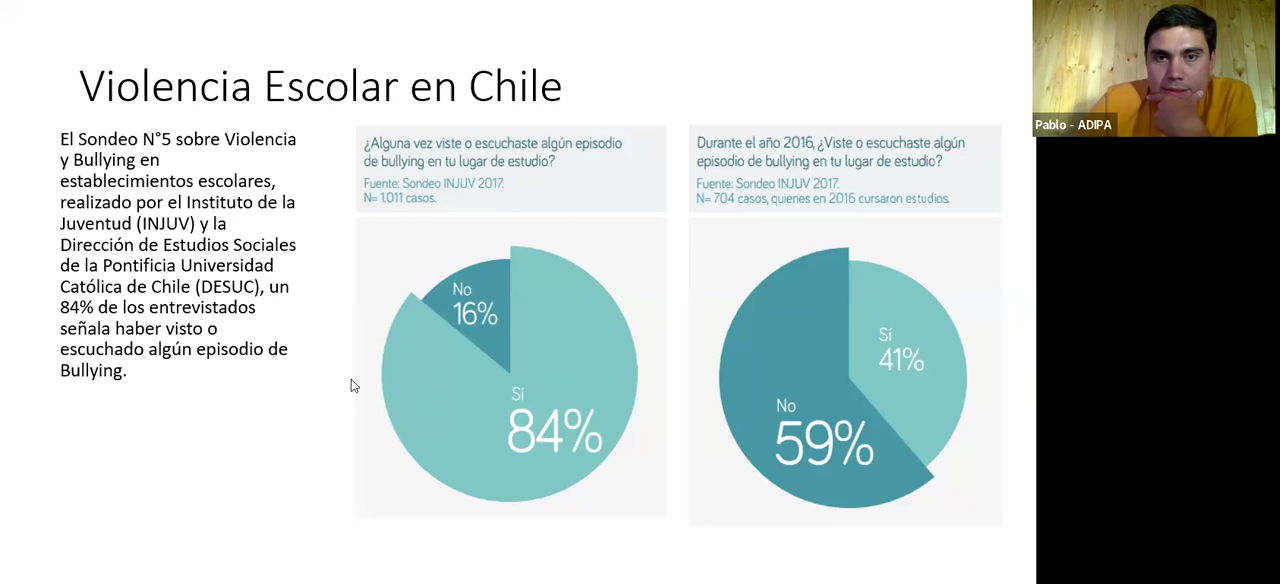 Violencia Escolar en Chile
El Sondeo N°5 sobre Violencia
y Bullying en
establecimientos escolares,
realizado por el Instituto de la
Juventud (INJUV) y la
Dirección de Estudios Sociales
de la Pontificia Universidad
Católica de Chile (DESUC), un
84% de los entrevistados
señala haber visto o
escuchado algún episodio de
Bullying.
¿Alguna vez viste o escuchaste algún episodio
de bullying en tu lugar de estudio?
Fuente: Sondeo INJUV 2017.
N= 1.011 casos.
No
16%
Sí
84%
Durante el año 2016, ¿Viste o escuchaste algún
episodio de bullying en tu lugar de estudio?
Fuente: Sondeo INJUV 2017.
N= 704 casos, quienes en 2016 cursaron estudios.
Sí
41%
No
59%
Pablo - ADIPA